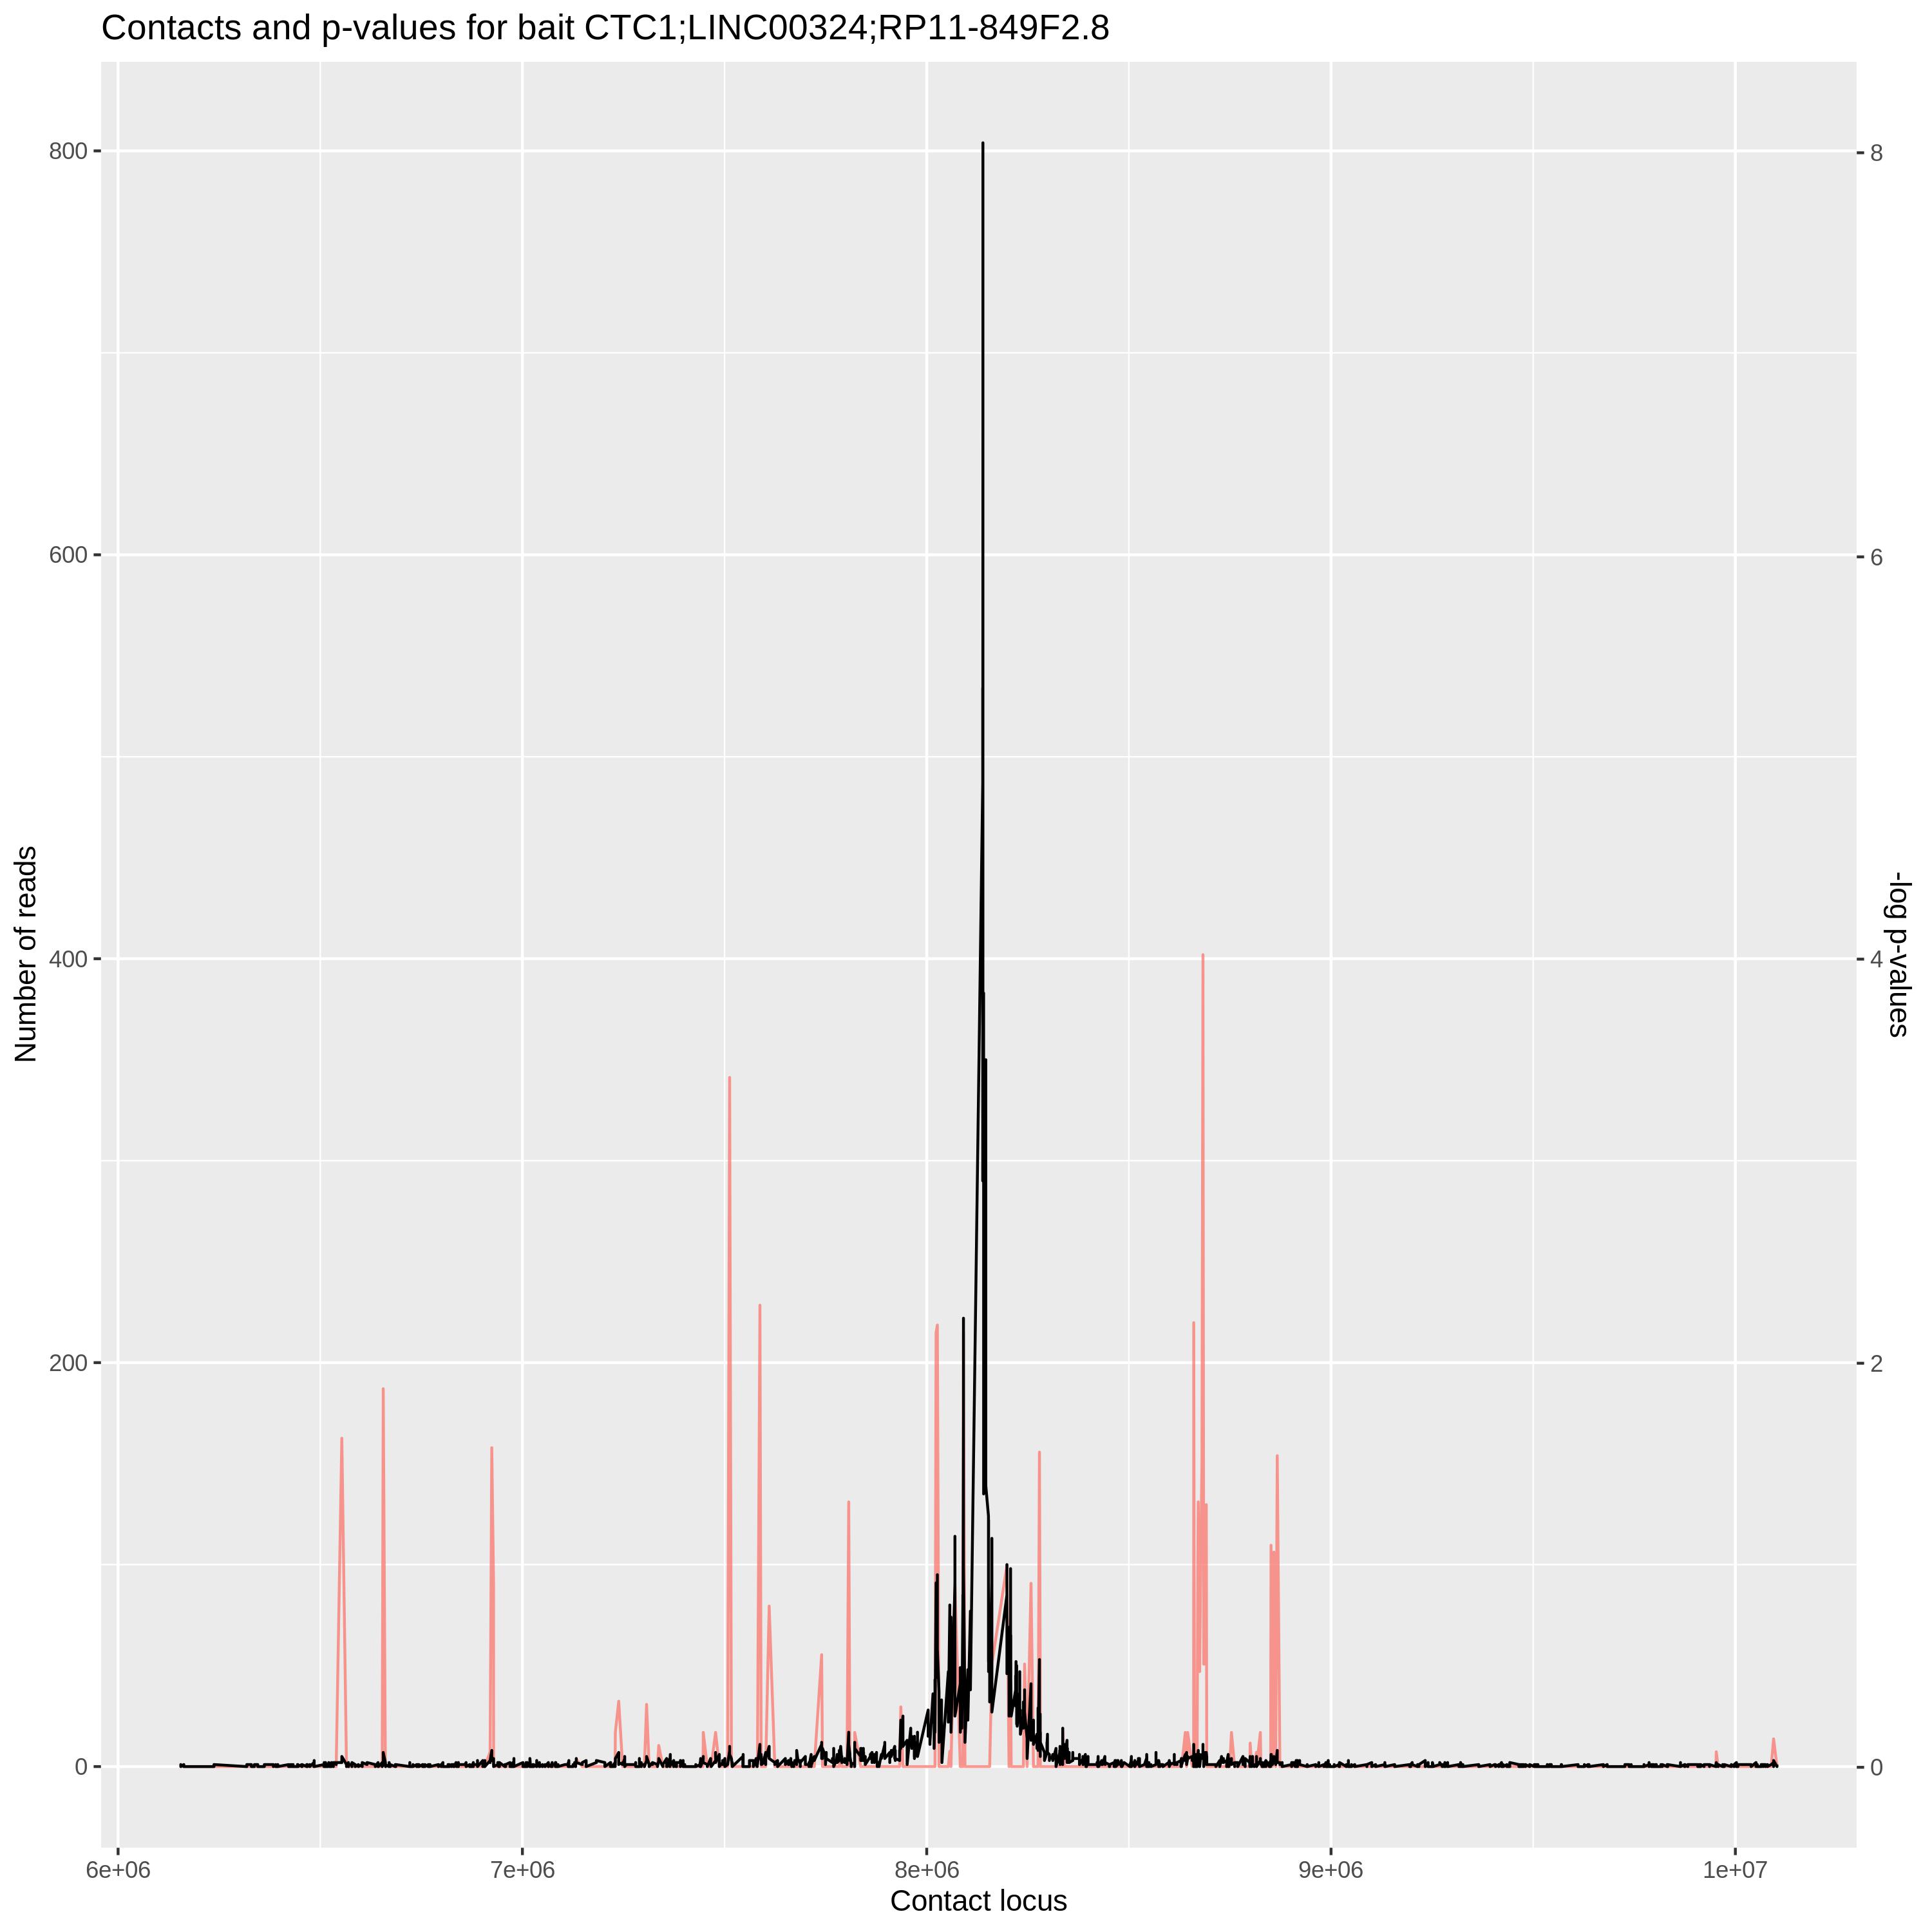 Contacts and p-values for bait CTC1;LINC00324;RP11-849F2.8
800
600
400
200
0
8
6
4
2
0
Number of reads
-log p-values
6e+06 7e+06 8e+06 9e+06 1e+07
Contact locus